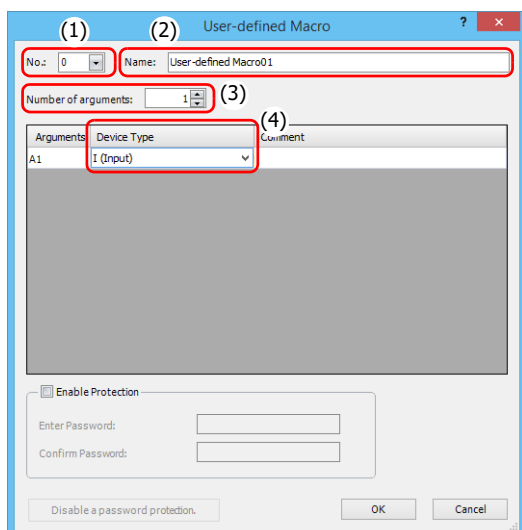 (1) (2) User-defined Macro ? ×
No.: 0 Name: User-defined Macro01
Number of arguments: 1 (3)
(4)
Arguments Device Type Comment
A1 I (Input)
Enable Protection
Enter Password:
Confirm Password:
Disable a password protection. OK Cancel